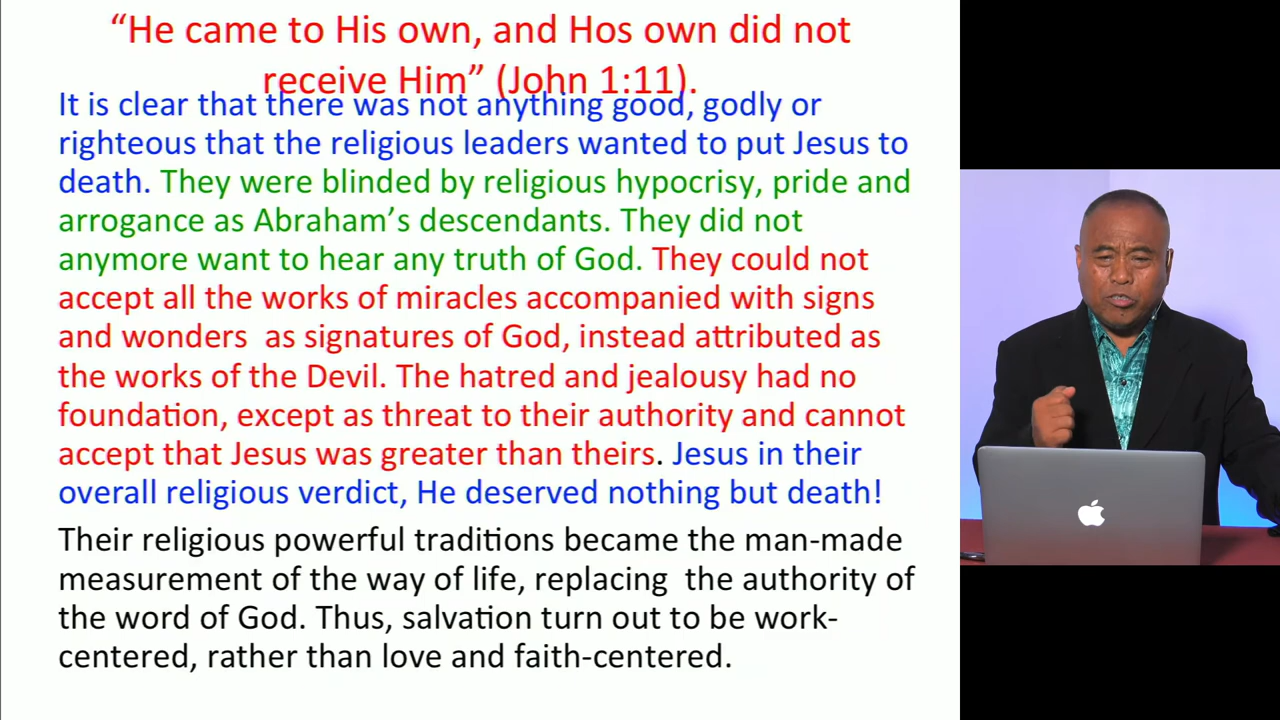 “He came to His own, and Hos own did not
receive Him” (John 1:11).
It is clear that there was not anything good, godly or
righteous that the religious leaders wanted to put Jesus to
death. They were blinded by religious hypocrisy, pride and
arrogance as Abraham’s descendants. They did not
anymore want to hear any truth of God. They could not
accept all the works of miracles accompanied with signs
and wonders  as signatures of God, instead attributed as
the works of the Devil. The hatred and jealousy had no
foundation, except as threat to their authority and cannot
accept that Jesus was greater than theirs. Jesus in their
overall religious verdict, He deserved nothing but death!
Their religious powerful traditions became the man-made
measurement of the way of life, replacing  the authority of
the word of God. Thus, salvation turn out to be work-
centered, rather than love and faith-centered.